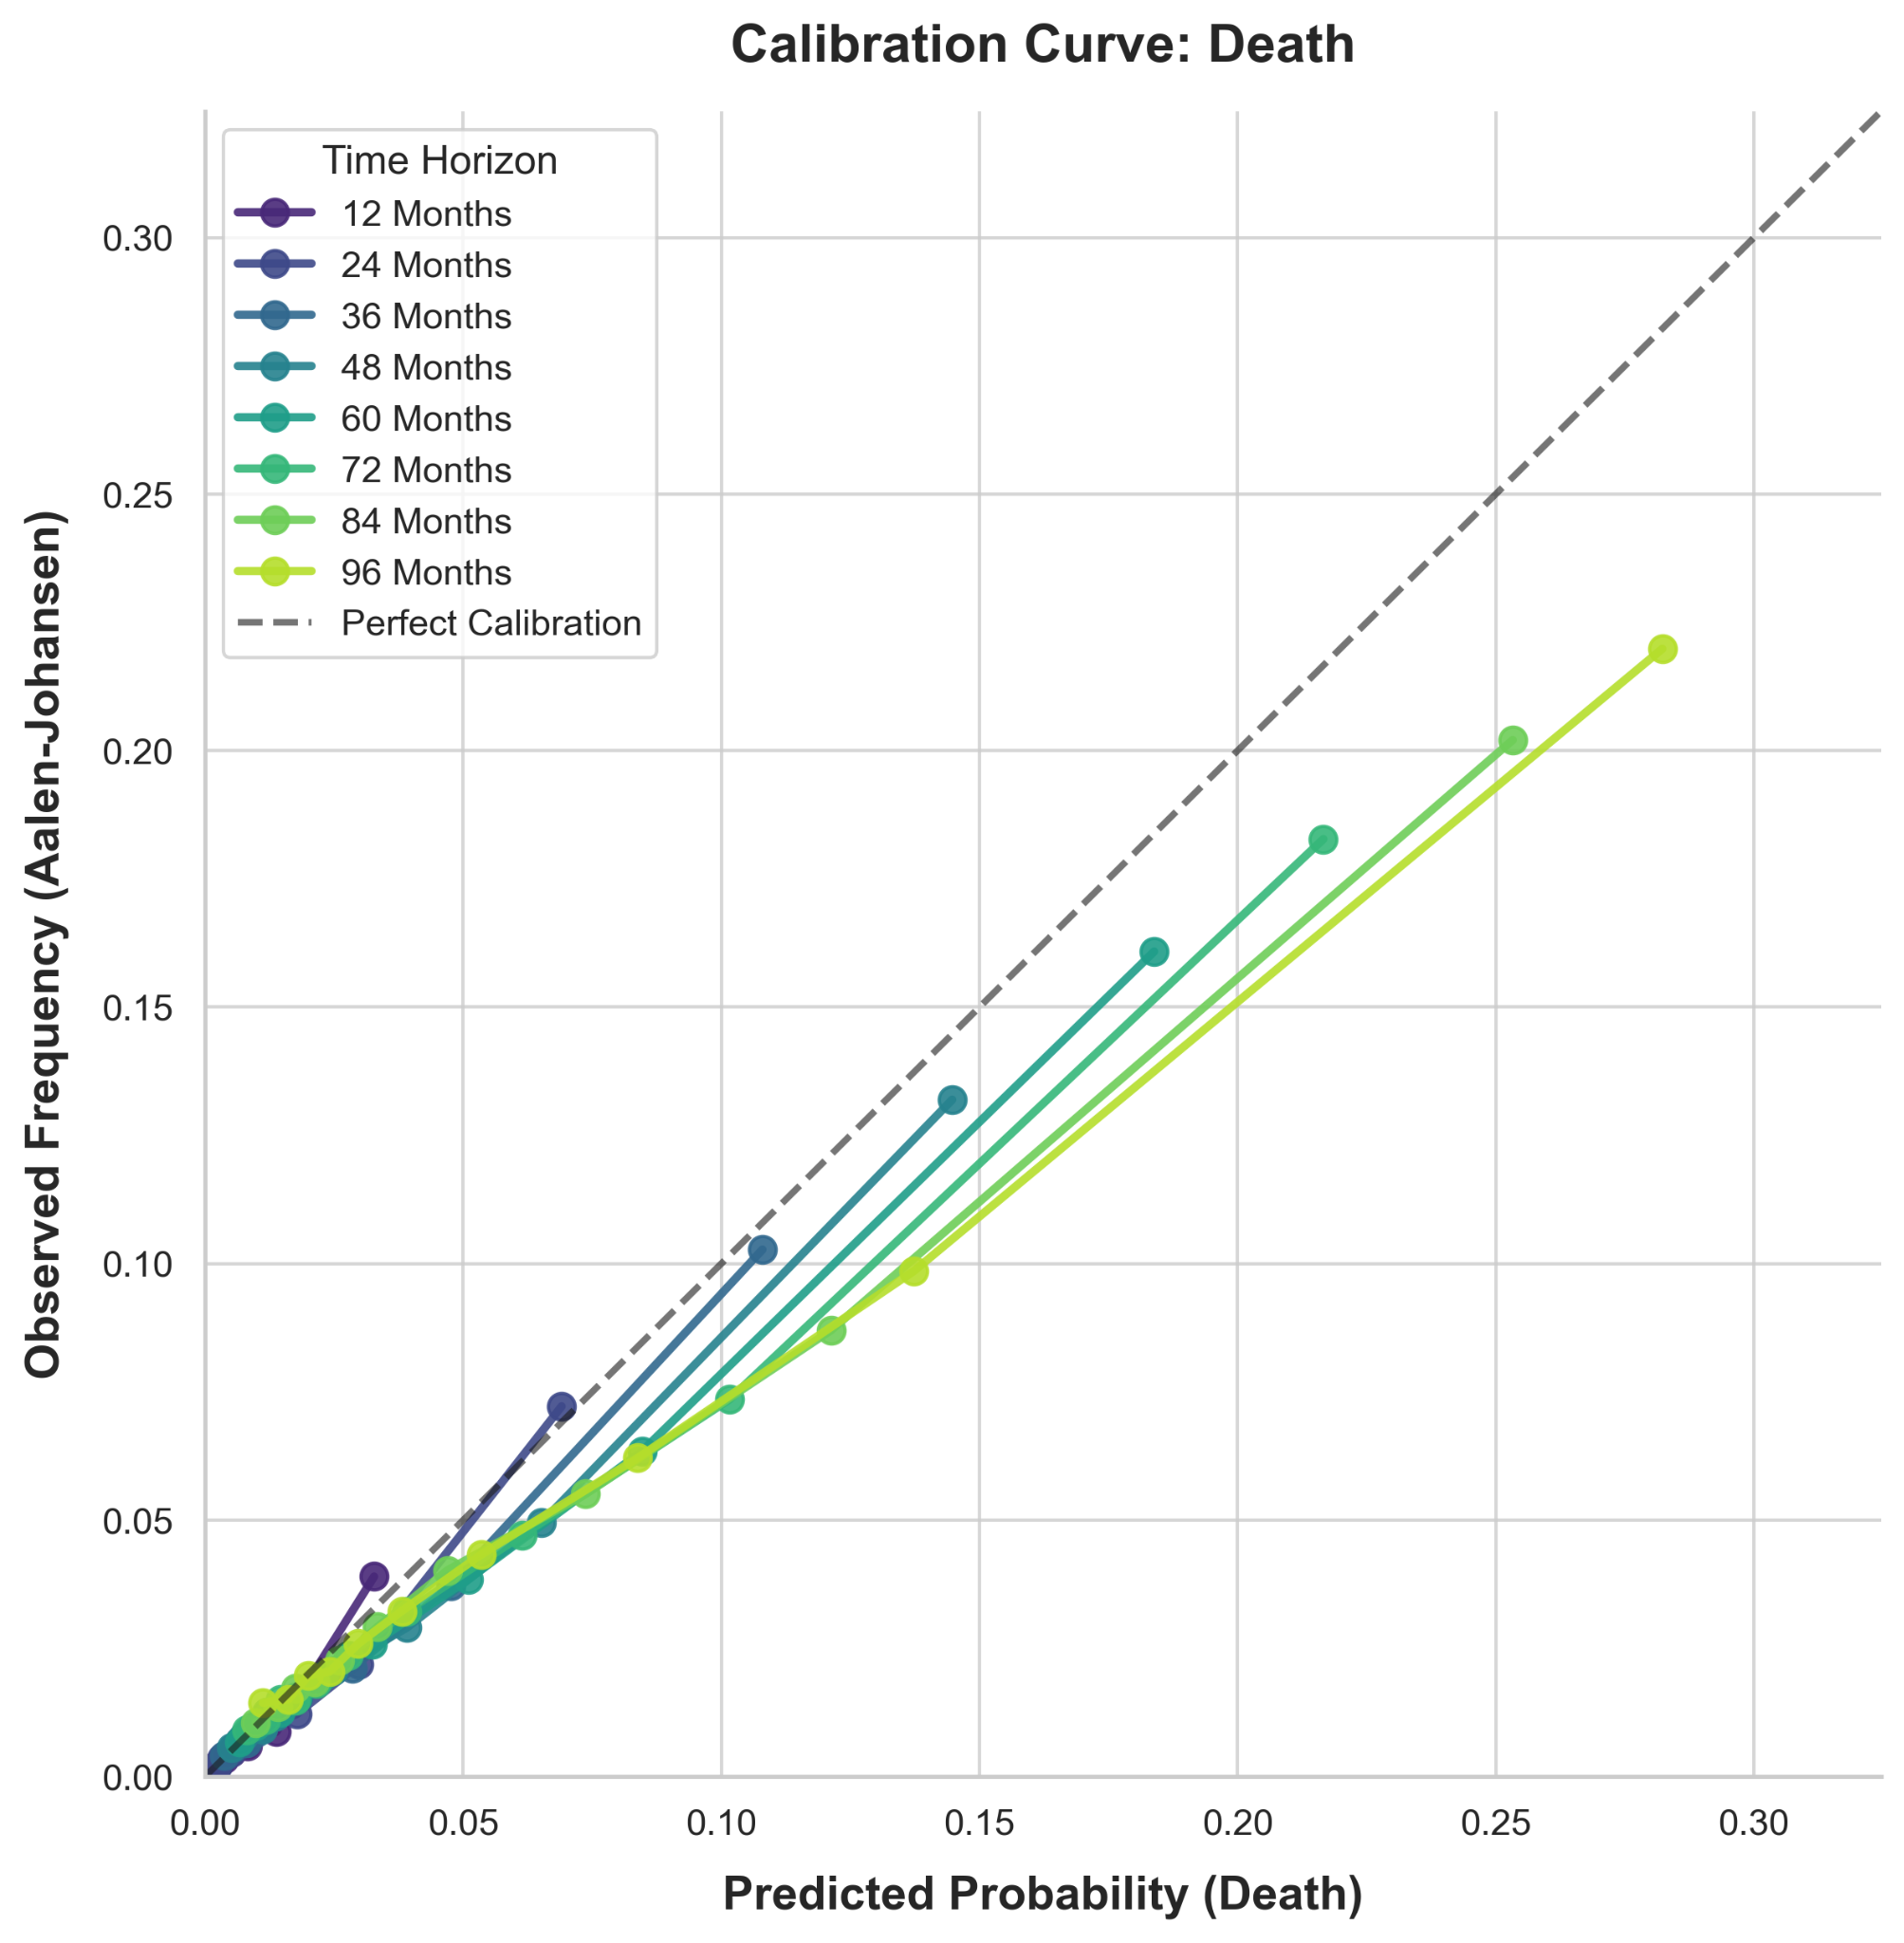 Calibration Curve: Death
Time Horizon
12 Months
24 Months
36 Months
48 Months
60 Months
72 Months
84 Months
96 Months
Perfect Calibration
Observed Frequency (Aalen-Johansen)
0.30
0.25
0.20
0.15
0.10
0.05
0.00
0.00 0.05 0.10 0.15 0.20 0.25 0.30
Predicted Probability (Death)